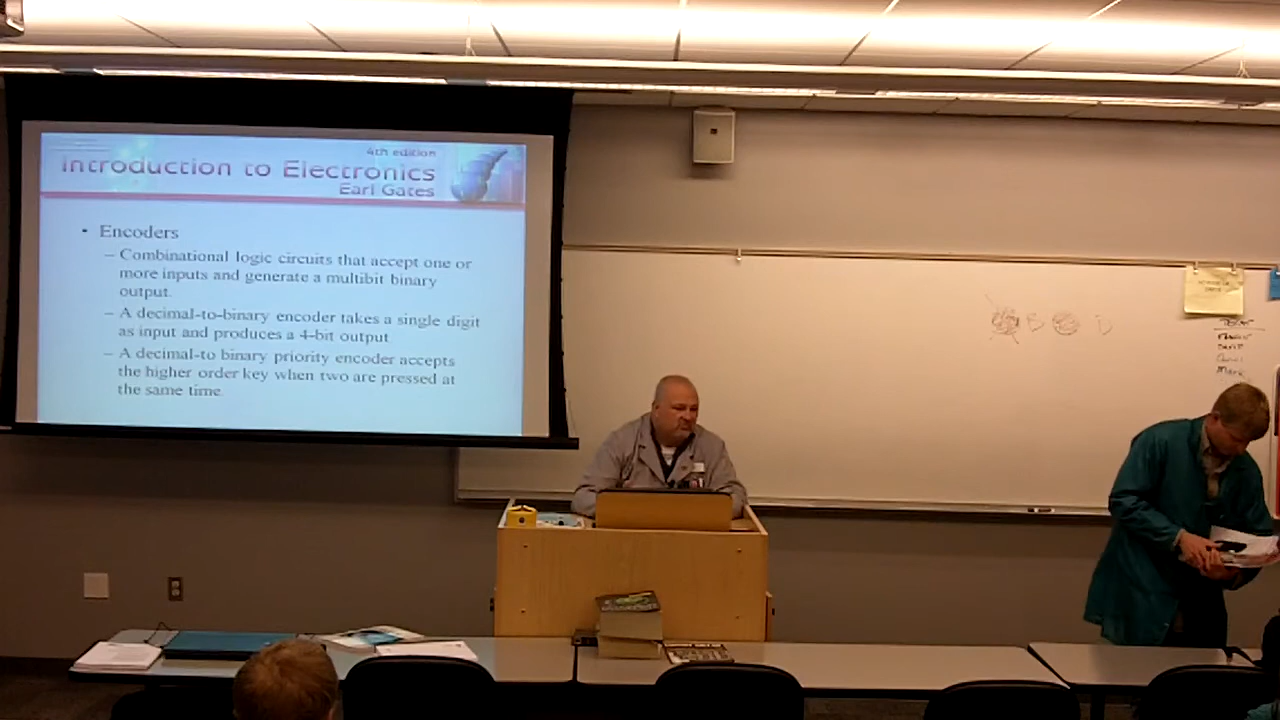 4th edition
Introduction to Electronics
Earl Gates
• Encoders
– Combinational logic circuits that accept one or
more inputs and generate a multibit binary
output.
– A decimal-to-binary encoder takes a single digit
as input and produces a 4-bit output
– A decimal-to binary priority encoder accepts
the higher order key when two are pressed at
the same time
B D